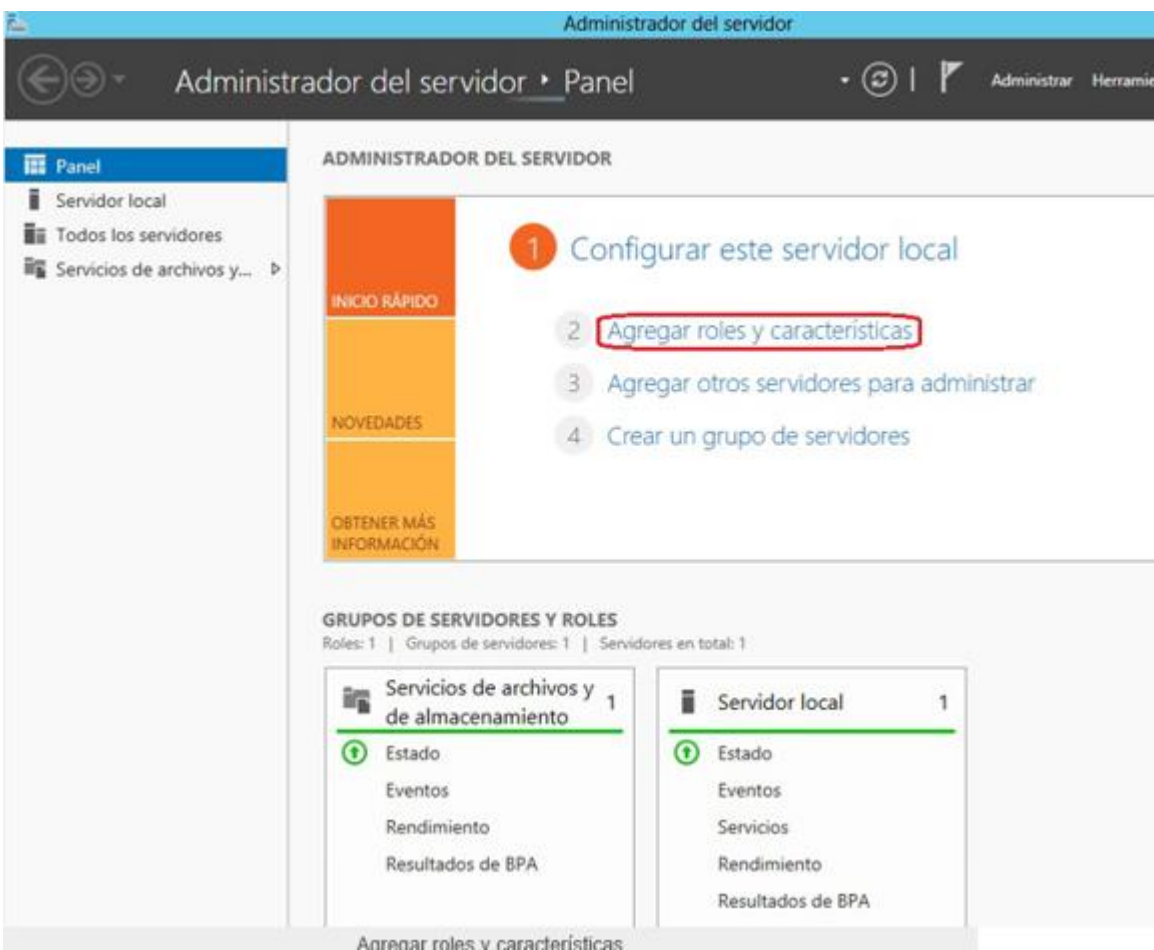 Administrador del servidor
Administrador del servidor ‣ Panel
Administrar
Panel
Servidor local
Todos los servidores
Servicios de archivos y...
ADMINISTRADOR DEL SERVIDOR
INICIO RÁPIDO
NOVEDADES
OBTENER MÁS
INFORMACIÓN
1 Configurar este servidor local
2 Agregar roles y características
3 Agregar otros servidores para administrar
4 Crear un grupo de servidores
GRUPOS DE SERVIDORES Y ROLES
Roles: 1 | Grupos de servidores: 1 | Servidores en total: 1
Servicios de archivos y
de almacenamiento 1
Estado
Eventos
Rendimiento
Resultados de BPA
Servidor local 1
Estado
Eventos
Servicios
Rendimiento
Resultados de BPA
Agregar roles y características